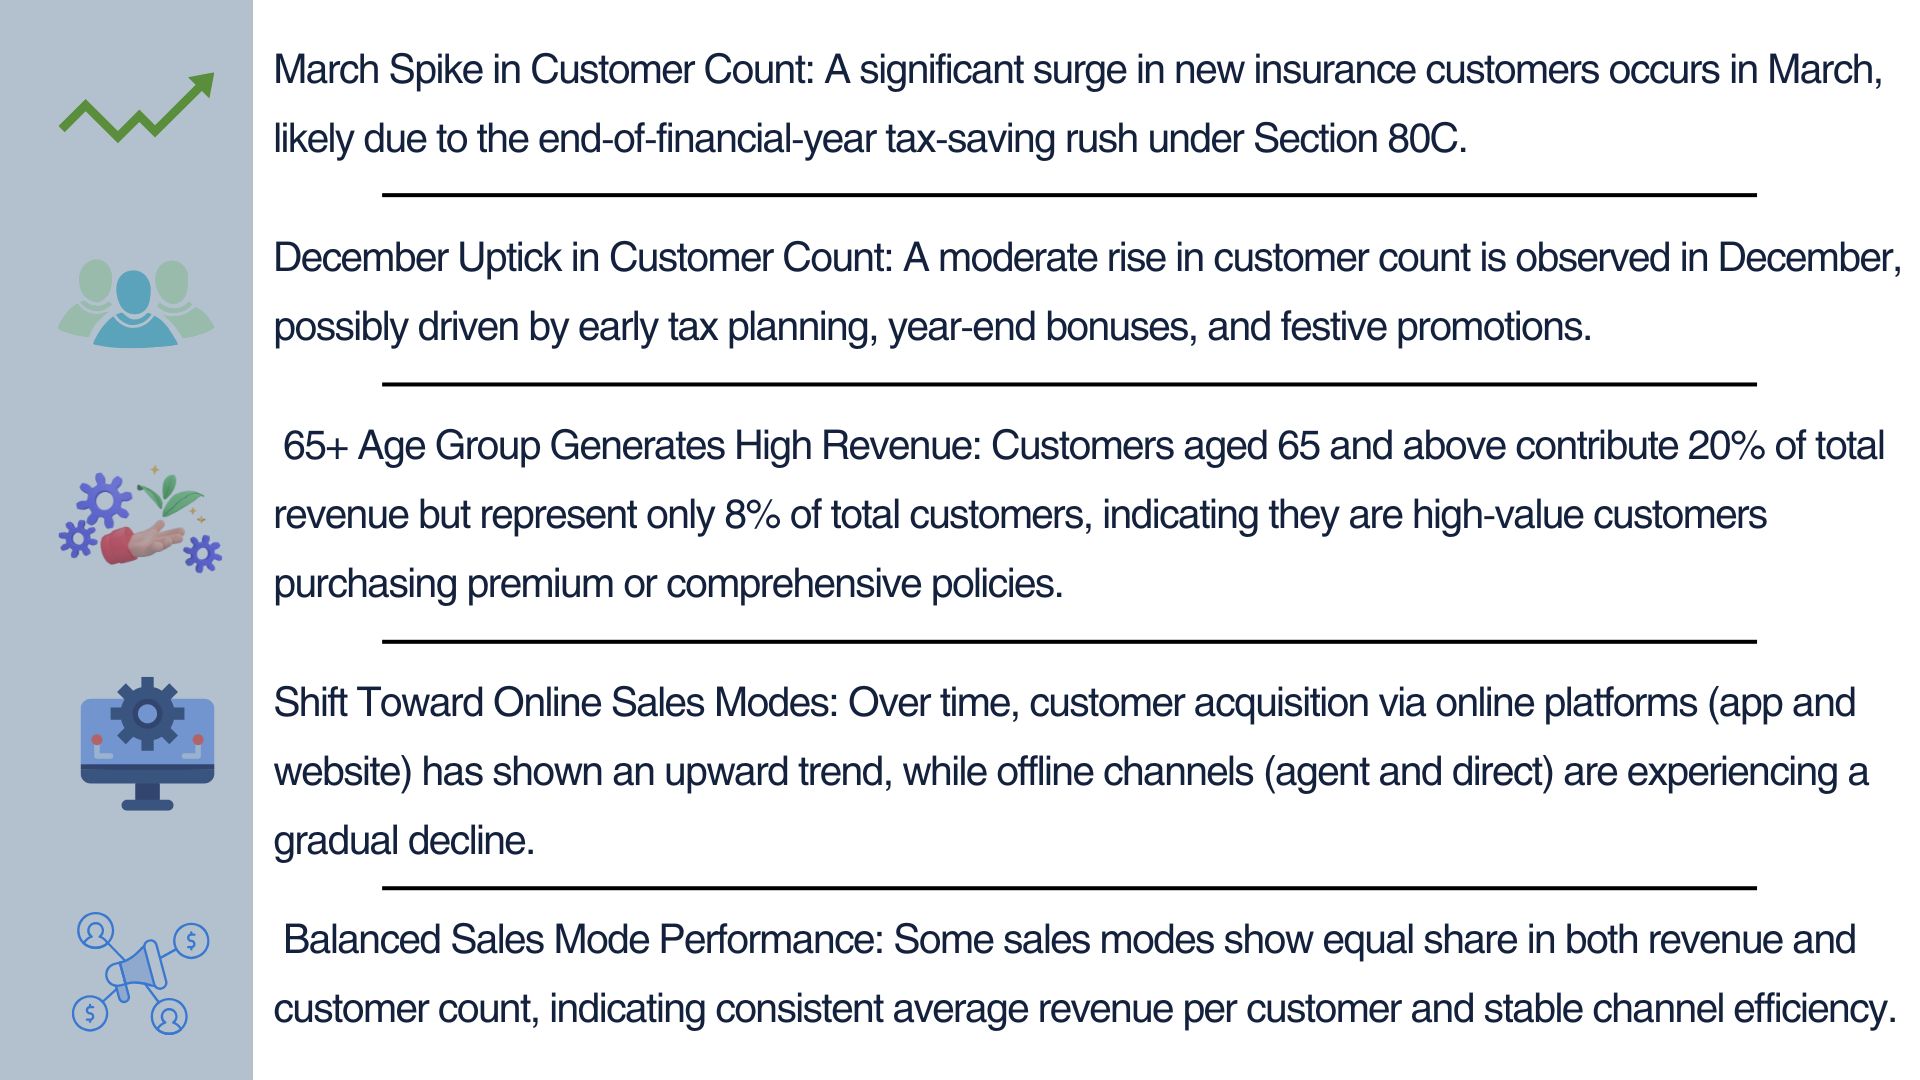 March Spike in Customer Count: A significant surge in new insurance customers occurs in March,
likely due to the end-of-financial-year tax-saving rush under Section 80C.
December Uptick in Customer Count: A moderate rise in customer count is observed in December,
possibly driven by early tax planning, year-end bonuses, and festive promotions.
65+ Age Group Generates High Revenue: Customers aged 65 and above contribute 20% of total
revenue but represent only 8% of total customers, indicating they are high-value customers
purchasing premium or comprehensive policies.
Shift Toward Online Sales Modes: Over time, customer acquisition via online platforms (app and
website) has shown an upward trend, while offline channels (agent and direct) are experiencing a
gradual decline.
Balanced Sales Mode Performance: Some sales modes show equal share in both revenue and
customer count, indicating consistent average revenue per customer and stable channel efficiency.